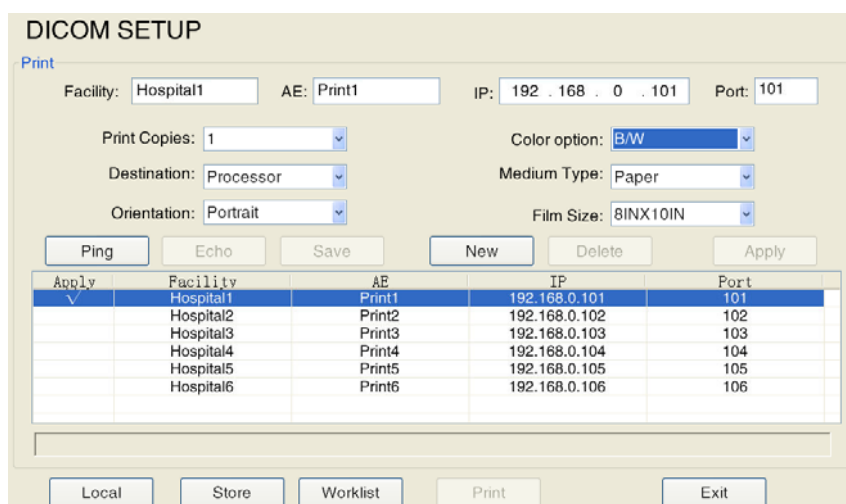 DICOM SETUP
Print
Facility: Hospital1 AE: Print1 IP: 192 . 168 . 0 . 101 Port: 101
Print Copies: 1 Color option: B/W
Destination: Processor Medium Type: Paper
Orientation: Portrait Film Size: 8INX10IN
Ping Echo Save New Delete Apply
Apply Facility AE IP Port
√ Hospital1 Print1 192.168.0.101 101
Hospital2 Print2 192.168.0.102 102
Hospital3 Print3 192.168.0.103 103
Hospital4 Print4 192.168.0.104 104
Hospital5 Print5 192.168.0.105 105
Hospital6 Print6 192.168.0.106 106
Local Store Worklist Print Exit